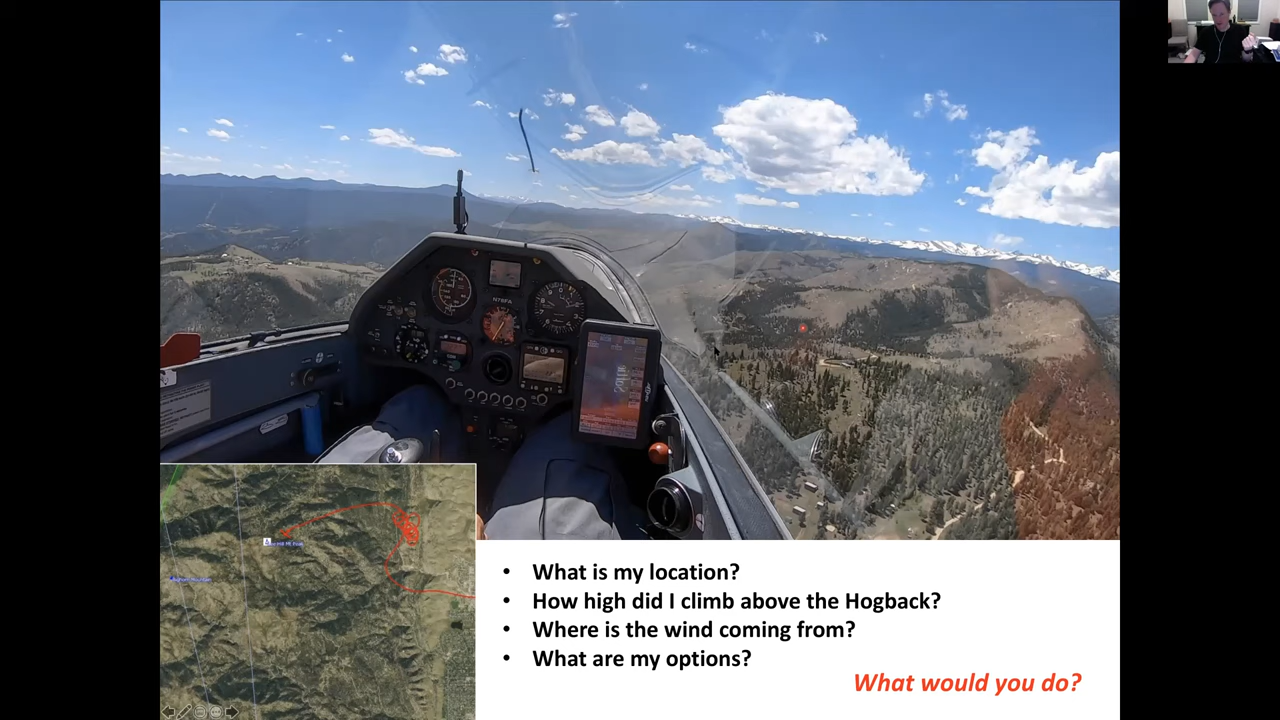 N78FA
• What is my location?
• How high did I climb above the Hogback?
• Where is the wind coming from?
• What are my options?
What would you do?